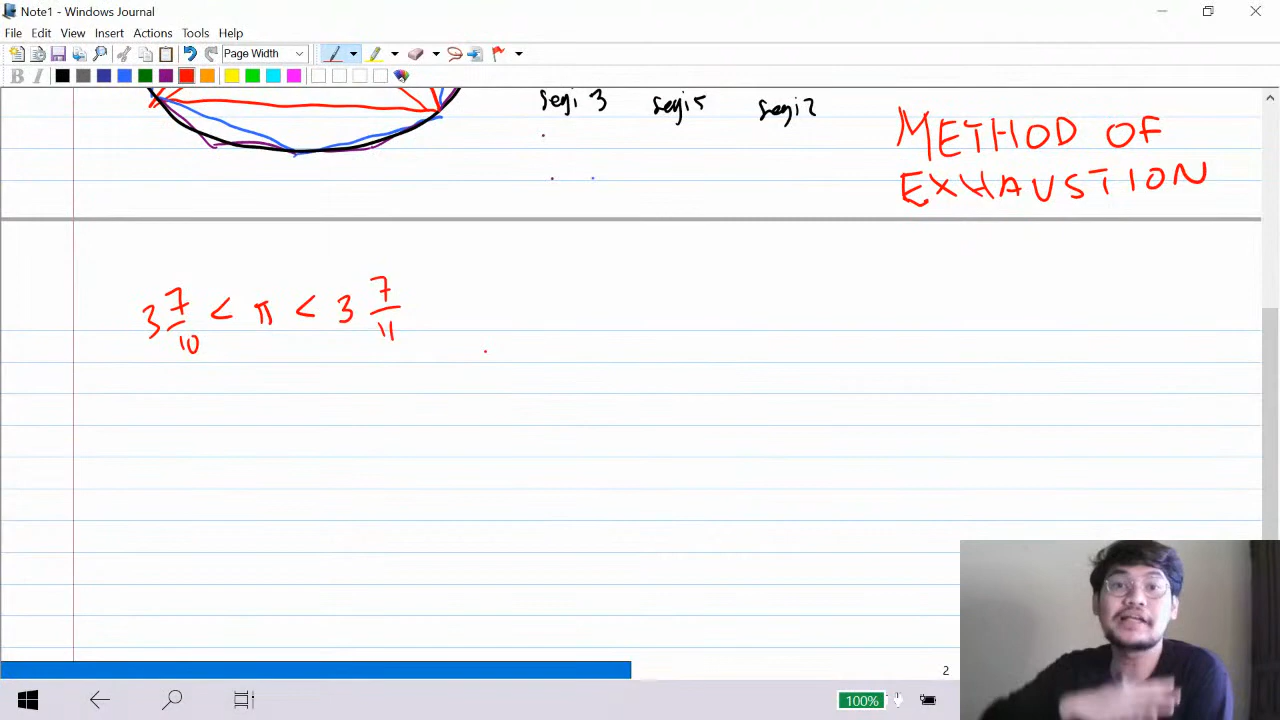 Note1 - Windows Journal
File Edit View Insert Actions Tools Help
Page Width
B I
segi 3 segi 5 segi 7
METHOD OF
EXHAUSTION
3 7/10 < π < 3 7/11
2
100%